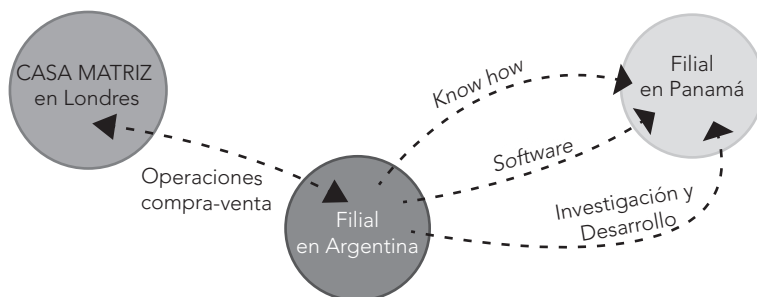 CASA MATRIZ
en Londres
Operaciones
compra-venta
Filial
en Argentina
Know how
Software
Investigación y
Desarrollo
Filial
en Panamá